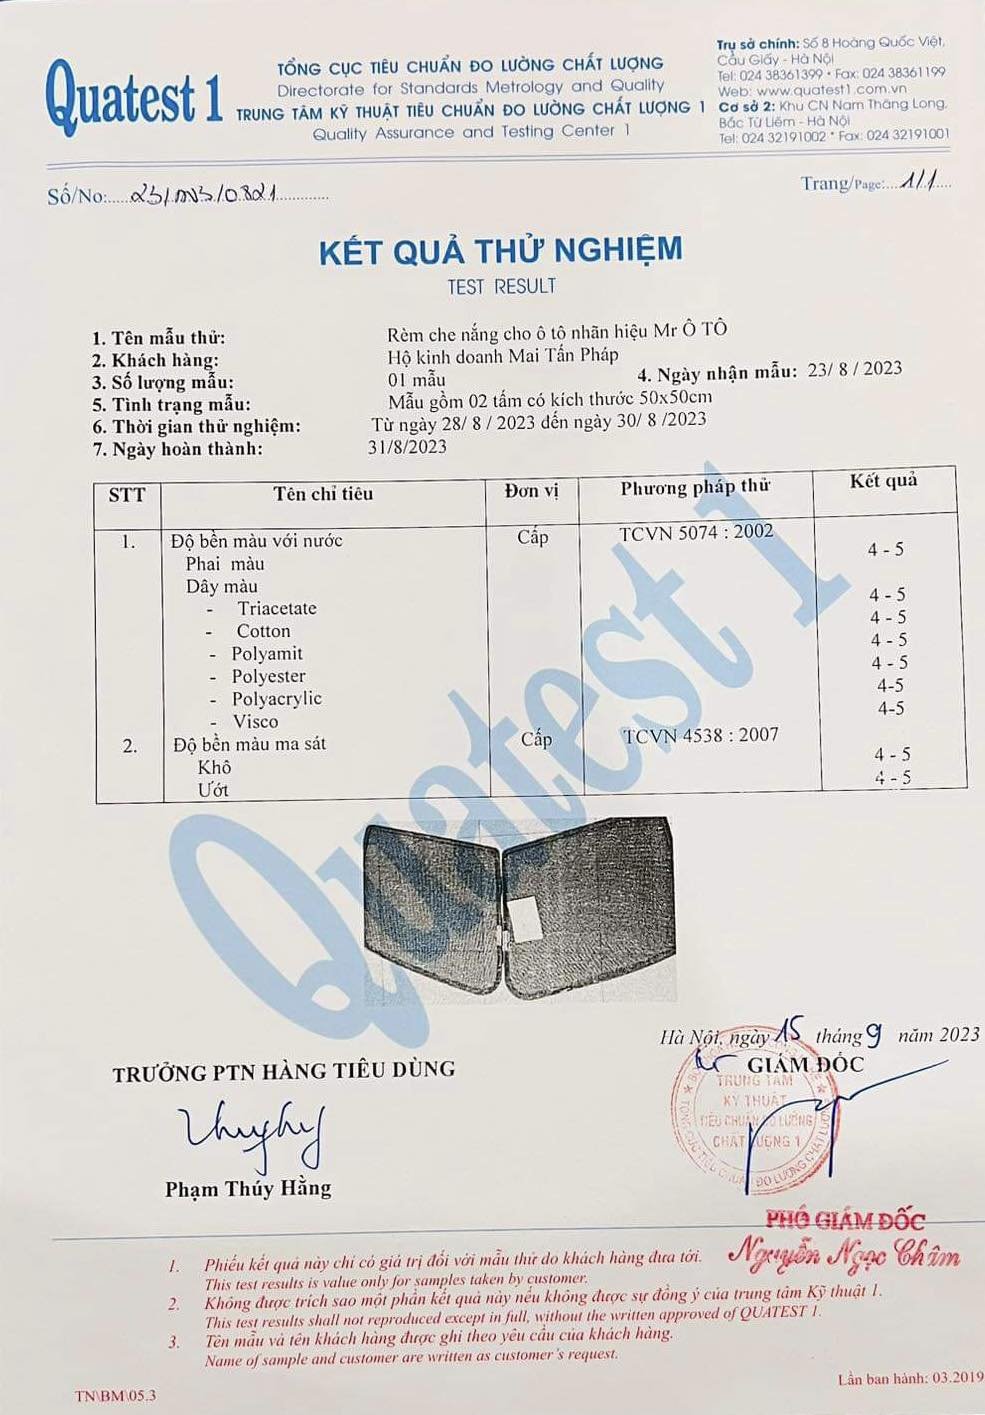 Quatest 1
TỔNG CỤC TIÊU CHUẨN ĐO LƯỜNG CHẤT LƯỢNG
Directorate for Standards Metrology and Quality
TRUNG TÂM KỸ THUẬT TIÊU CHUẨN ĐO LƯỜNG CHẤT LƯỢNG 1
Quality Assurance and Testing Center 1
Trụ sở chính: Số 8 Hoàng Quốc Việt,
Cầu Giấy - Hà Nội
Tel: 024 38361399 • Fax: 024 38361199
Web: www.quatest1.com.vn
Cơ sở 2: Khu CN Nam Thăng Long,
Bắc Từ Liêm - Hà Nội
Tel: 024 32191002 * Fax: 024 32191001
Số/No:.....23/DV3/0821............
Trang/Page:...1/1....
KẾT QUẢ THỬ NGHIỆM
TEST RESULT
1. Tên mẫu thử: Rèm che nắng cho ô tô nhãn hiệu Mr Ô TÔ
2. Khách hàng: Hộ kinh doanh Mai Tấn Pháp
3. Số lượng mẫu: 01 mẫu 4. Ngày nhận mẫu: 23/ 8 / 2023
5. Tình trạng mẫu: Mẫu gồm 02 tấm có kích thước 50x50cm
6. Thời gian thử nghiệm: Từ ngày 28/ 8 / 2023 đến ngày 30/ 8 /2023
7. Ngày hoàn thành: 31/8/2023
STT Tên chỉ tiêu Đơn vị Phương pháp thử Kết quả
1. Độ bền màu với nước Cấp TCVN 5074 : 2002
Phai màu 4 - 5
Dây màu
- Triacetate 4 - 5
- Cotton 4 - 5
- Polyamit 4 - 5
- Polyester 4 - 5
- Polyacrylic 4-5
- Visco 4-5
2. Độ bền màu ma sát Cấp TCVN 4538 : 2007
Khô 4 - 5
Ướt 4 - 5
Quatest 1
Hà Nội, ngày 15 tháng 9 năm 2023
TRƯỞNG PTN HÀNG TIÊU DÙNG
GIÁM ĐỐC
TRUNG TÂM
KỸ THUẬT
TIÊU CHUẨN ĐO LƯỜNG
CHẤT LƯỢNG 1
Phạm Thúy Hằng
PHÓ GIÁM ĐỐC
Nguyễn Ngọc Châm
1. Phiếu kết quả này chỉ có giá trị đối với mẫu thử do khách hàng đưa tới.
This test results is value only for samples taken by customer.
2. Không được trích sao một phần kết quả này nếu không được sự đồng ý của trung tâm Kỹ thuật 1.
This test results shall not reproduced except in full, without the written approved of QUATEST 1.
3. Tên mẫu và tên khách hàng được ghi theo yêu cầu của khách hàng.
Name of sample and customer are written as customer's request.
TN\BM\05.3
Lần ban hành: 03.2019